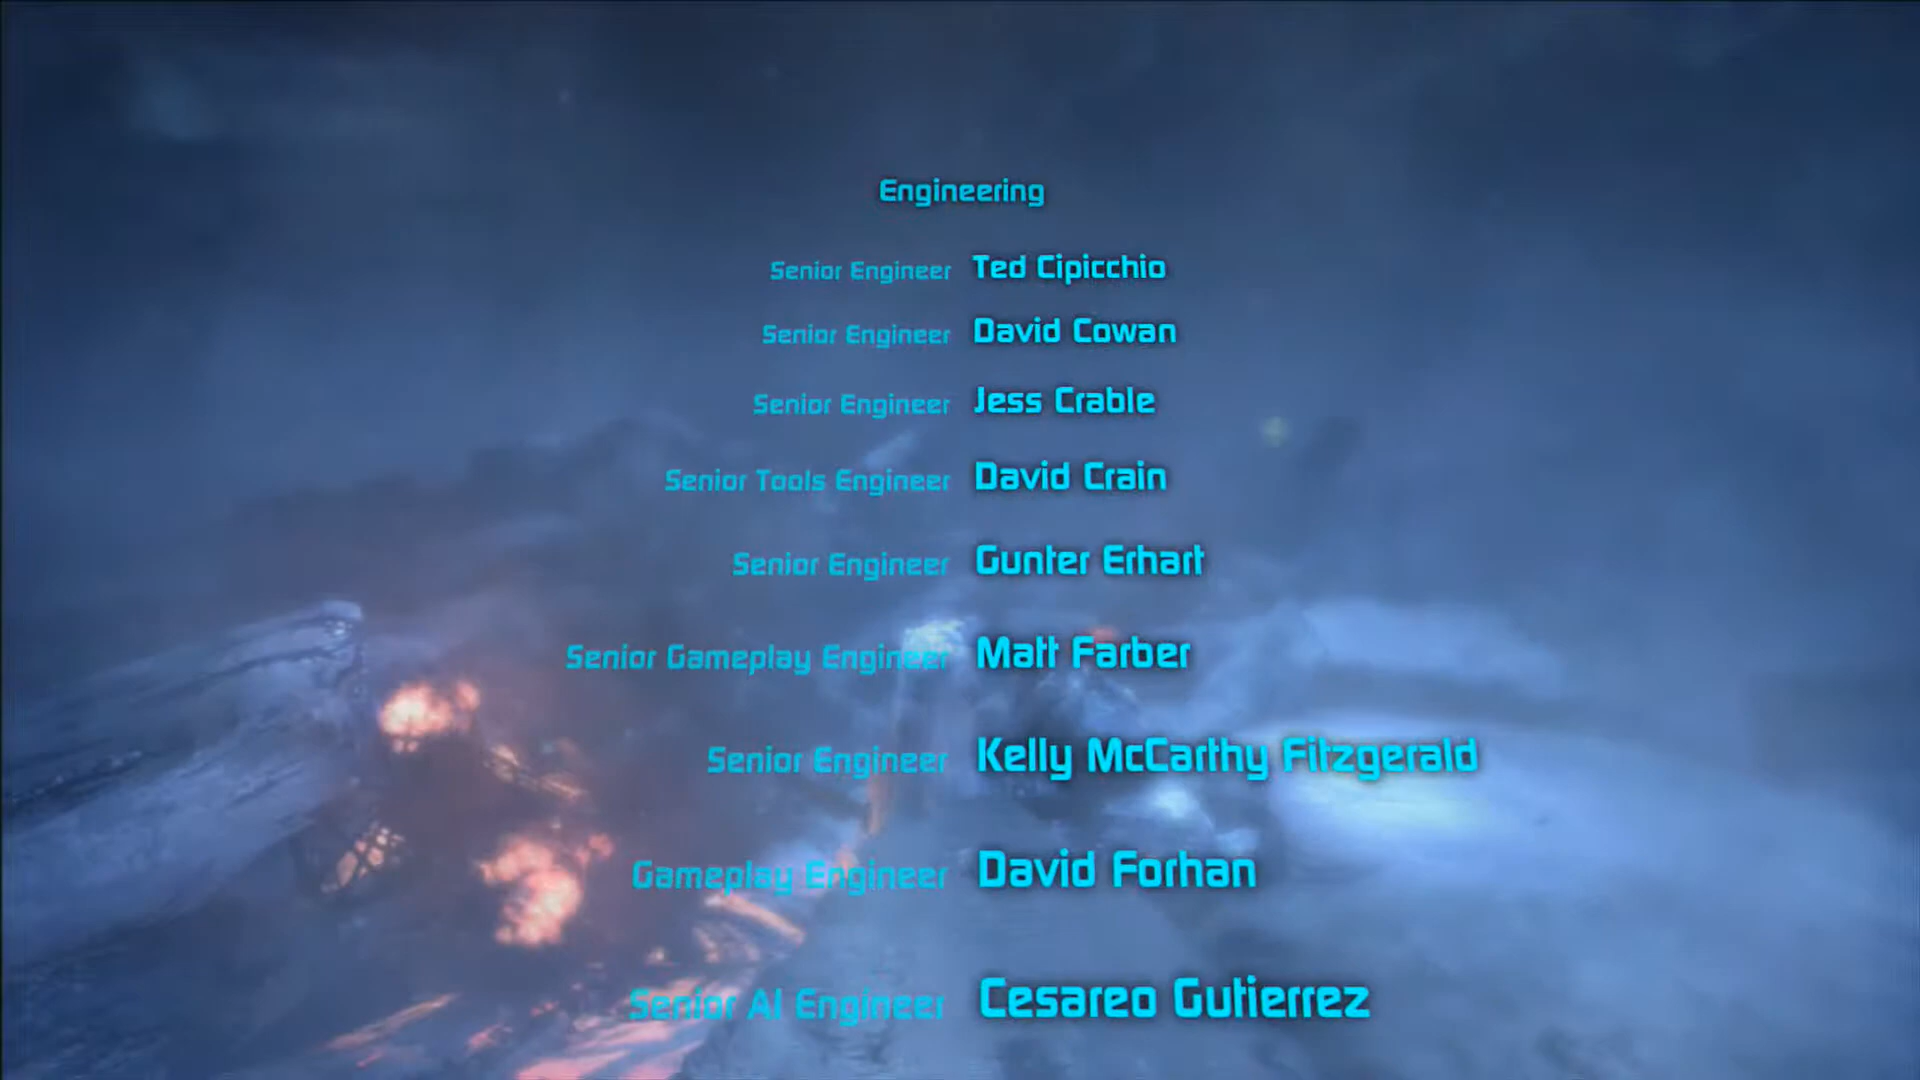 Engineering
Senior Engineer Ted Cipicchio
Senior Engineer David Cowan
Senior Engineer Jess Crable
Senior Tools Engineer David Crain
Senior Engineer Gunter Erhart
Senior Gameplay Engineer Matt Farber
Senior Engineer Kelly McCarthy Fitzgerald
Gameplay Engineer David Forhan
Senior AI Engineer Cesareo Gutierrez